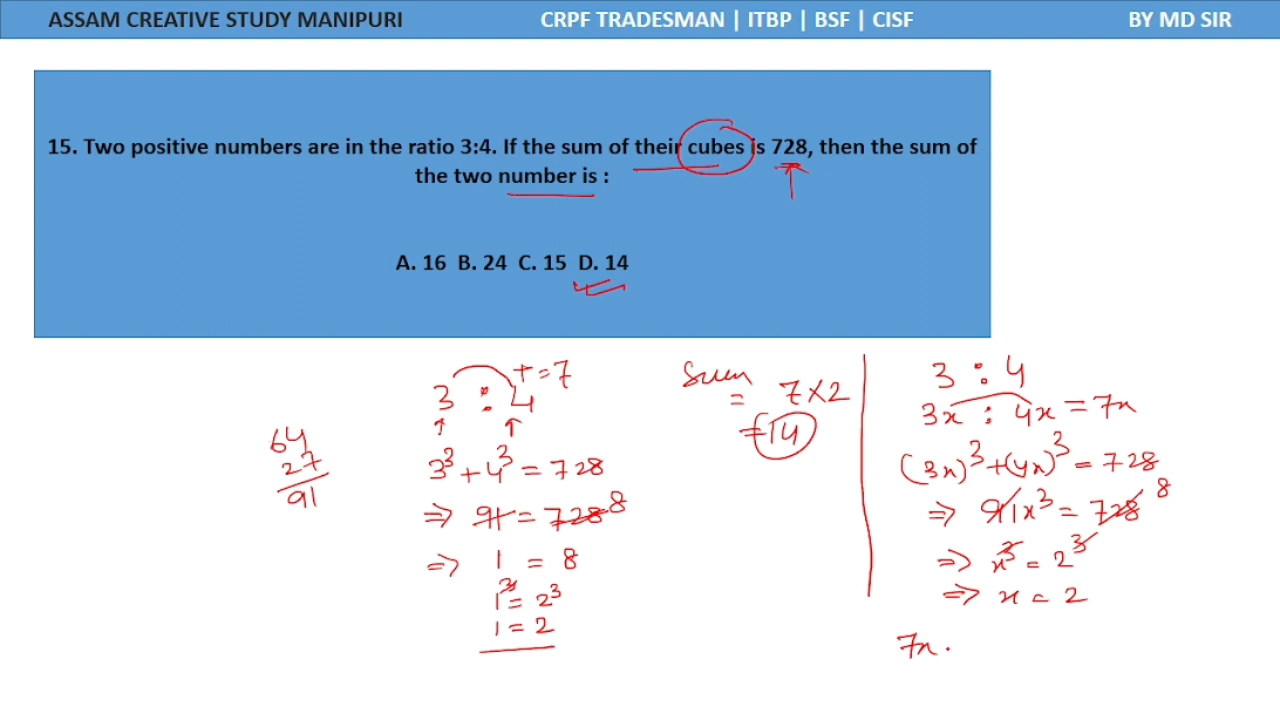 ASSAM CREATIVE STUDY MANIPURI CRPF TRADESMAN | ITBP | BSF | CISF BY MD SIR
15. Two positive numbers are in the ratio 3:4. If the sum of their cubes is 728, then the sum of
the two number is :
A. 16 B. 24 C. 15 D. 14
+ = 7
3 : 4
3³ + 4³ = 728
⇒ 91 = 728 8
⇒ 1 = 8
1³ = 2³
1 = 2
64
27
91
Sum
= 7 × 2
= 14
3 : 4
3x : 4x = 7x
(3x)³ + (4x)³ = 728
⇒ 91x³ = 728 8
⇒ x³ = 2³
⇒ x = 2
7x .